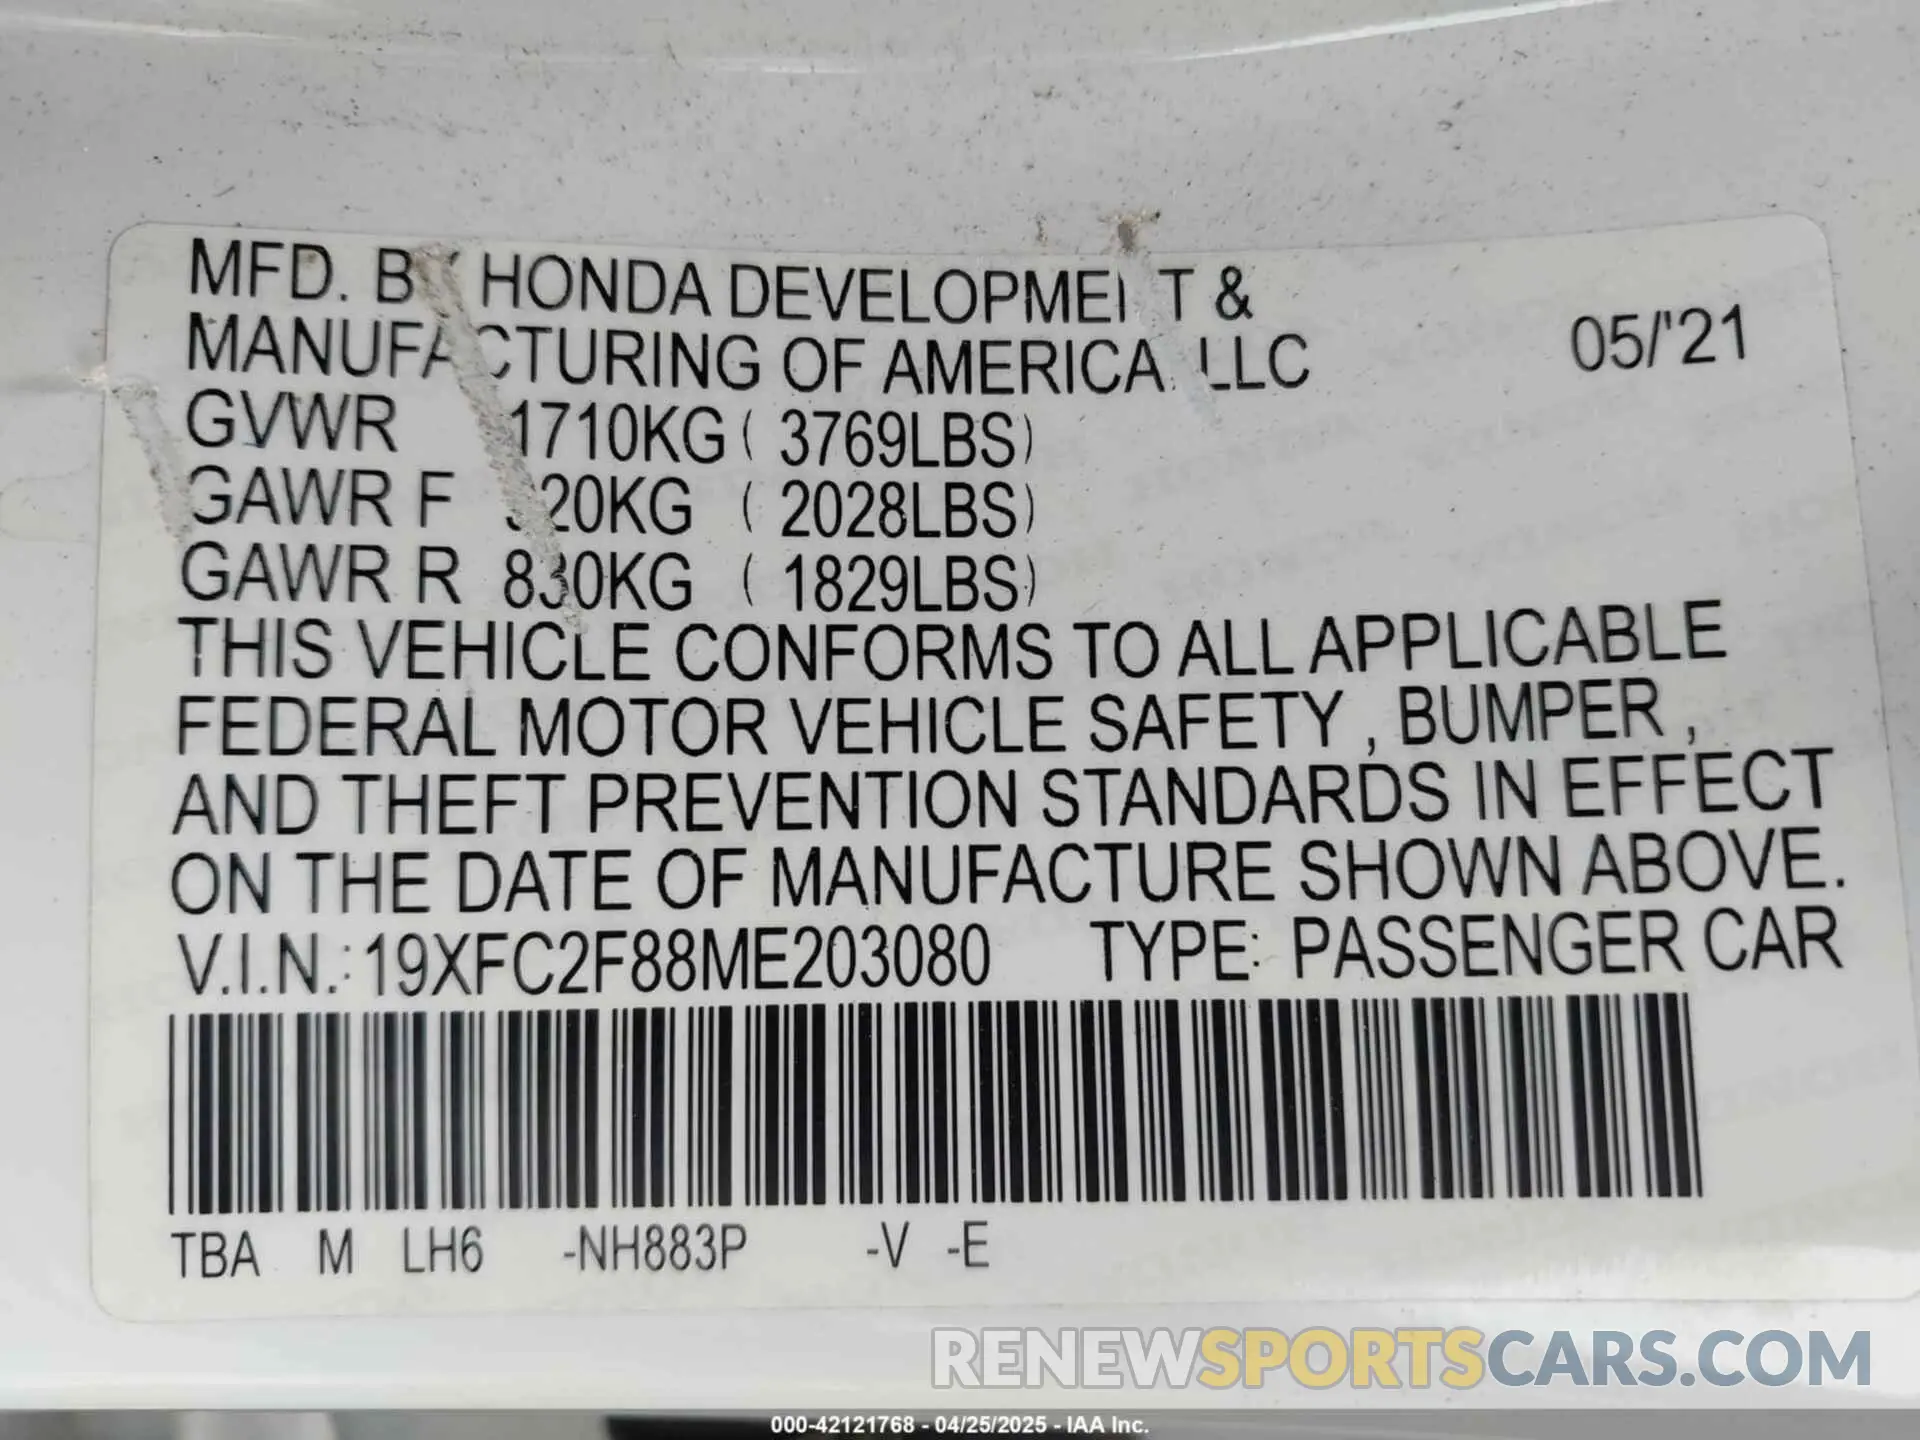 MFD. BY HONDA DEVELOPMENT &
MANUFACTURING OF AMERICA, LLC 05/'21
GVWR 1710KG ( 3769LBS)
GAWR F 920KG ( 2028LBS)
GAWR R 830KG ( 1829LBS)
THIS VEHICLE CONFORMS TO ALL APPLICABLE
FEDERAL MOTOR VEHICLE SAFETY , BUMPER ,
AND THEFT PREVENTION STANDARDS IN EFFECT
ON THE DATE OF MANUFACTURE SHOWN ABOVE.
V.I.N.: 19XFC2F88ME203080 TYPE: PASSENGER CAR
TBA M LH6 -NH883P -V -E
RENEWSPORTSCARS.COM
000-42121768 - 04/25/2025 - IAA Inc.